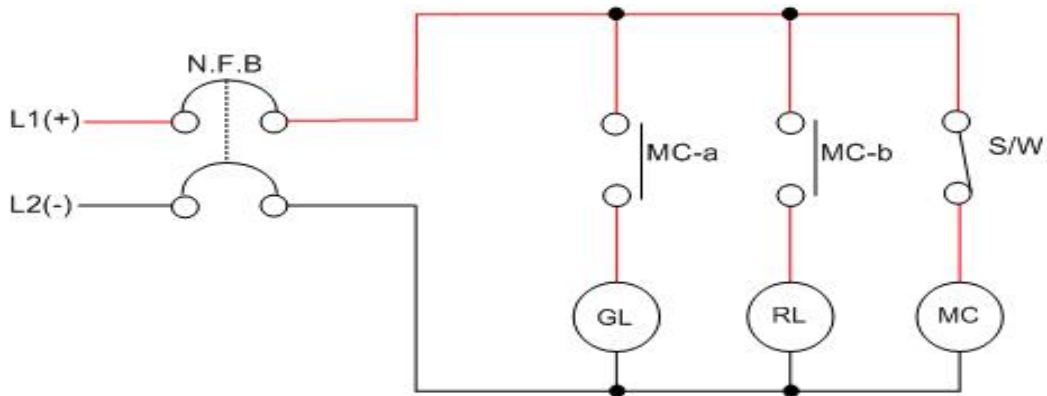 N.F.B
L1(+)
MC-a
MC-b
S/W
L2(-)
GL
RL
MC